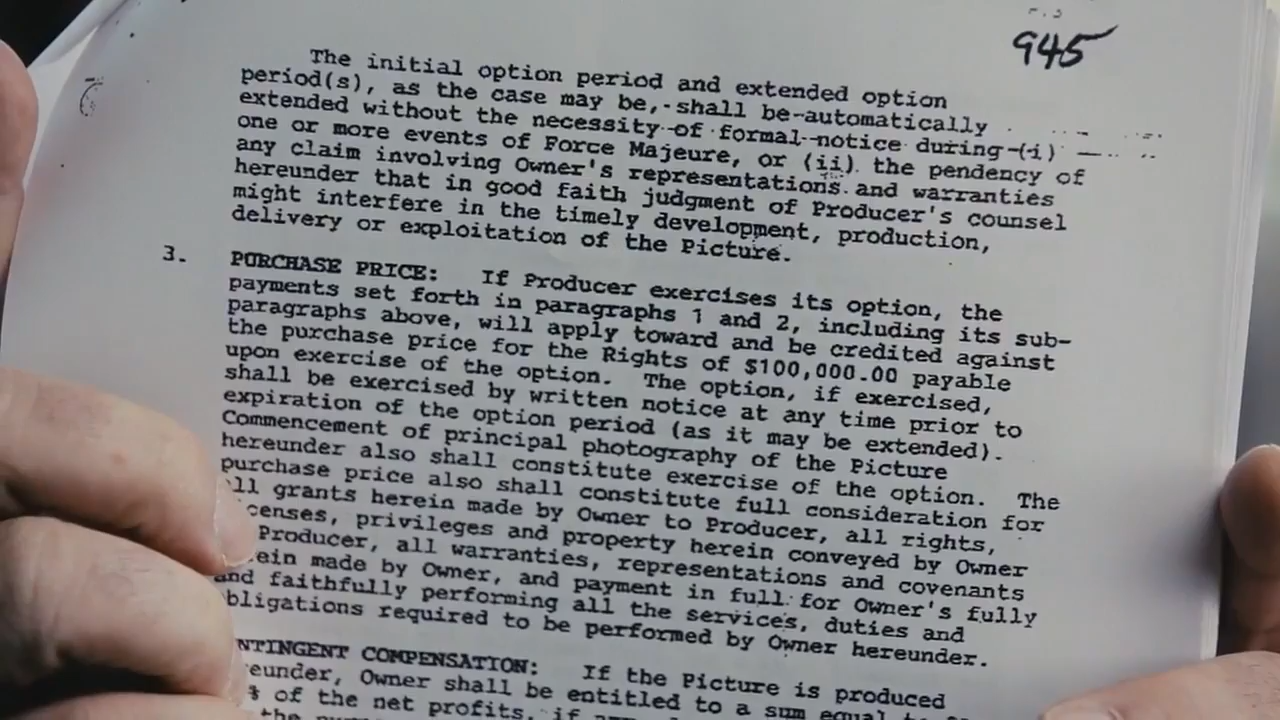 945
The initial option period and extended option
period(s), as the case may be, shall be automatically
extended without the necessity of formal notice during (i)
one or more events of Force Majeure, or (ii) the pendency of
any claim involving Owner's representations and warranties
hereunder that in good faith judgment of Producer's counsel
might interfere in the timely development, production,
delivery or exploitation of the Picture.
3. PURCHASE PRICE: If Producer exercises its option, the
payments set forth in paragraphs 1 and 2, including its sub-
paragraphs above, will apply toward and be credited against
the purchase price for the Rights of $100,000.00 payable
upon exercise of the option. The option, if exercised,
shall be exercised by written notice at any time prior to
expiration of the option period (as it may be extended).
Commencement of principal photography of the Picture
hereunder also shall constitute exercise of the option. The
purchase price also shall constitute full consideration for
ll grants herein made by Owner to Producer, all rights,
censes, privileges and property herein conveyed by Owner
Producer, all warranties, representations and covenants
ein made by Owner, and payment in full for Owner's fully
and faithfully performing all the services, duties and
bligations required to be performed by Owner hereunder.
NTINGENT COMPENSATION: If the Picture is produced
eunder, Owner shall be entitled to a sum equal
% of the net profits, if
the